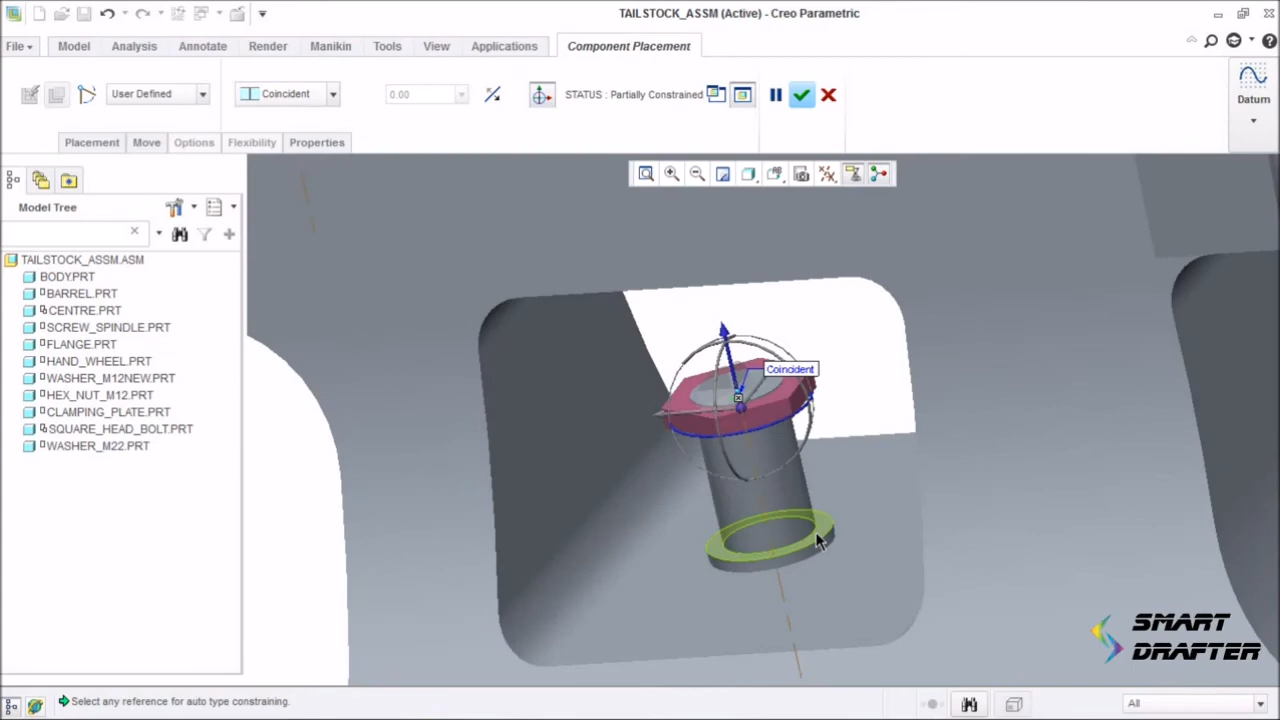 TAILSTOCK_ASSM (Active) - Creo Parametric
File
Model
Analysis
Annotate
Render
Manikin
Tools
View
Applications
Component Placement
User Defined
Coincident
0.00
STATUS : Partially Constrained
Datum
Placement
Move
Options
Flexibility
Properties
Model Tree
TAILSTOCK_ASSM.ASM
BODY.PRT
BARREL.PRT
CENTRE.PRT
SCREW_SPINDLE.PRT
FLANGE.PRT
HAND_WHEEL.PRT
WASHER_M12NEW.PRT
HEX_NUT_M12.PRT
CLAMPING_PLATE.PRT
SQUARE_HEAD_BOLT.PRT
WASHER_M22.PRT
Coincident
SMART
DRAFTER
Select any reference for auto type constraining.
All